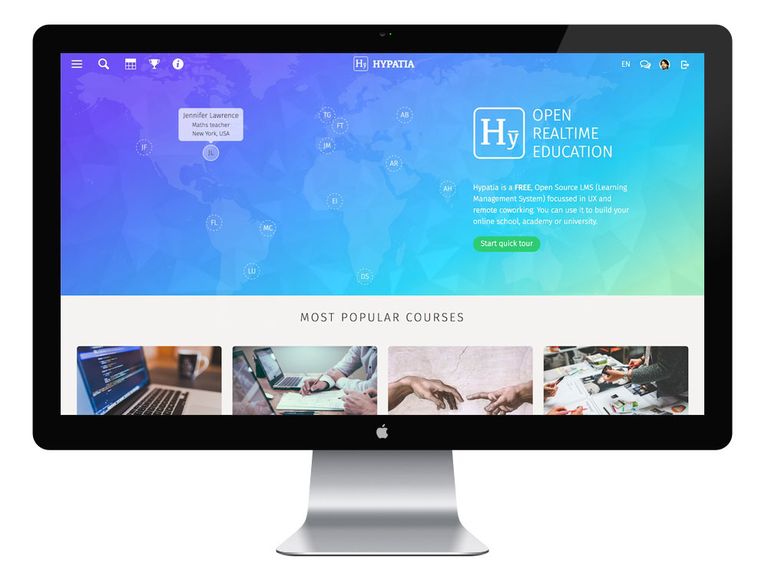 Hy HYPATIA
EN
Jennifer Lawrence
Maths teacher
New York, USA
JL
JF
TG
FT
AB
JM
AR
AH
EI
FL
MC
LU
DS
Hy
OPEN
REALTIME
EDUCATION
Hypatia is a FREE, Open Source LMS (Learning
Management System) focussed in UX and
remote coworking. You can use it to build your
online school, academy or university.
Start quick tour
MOST POPULAR COURSES